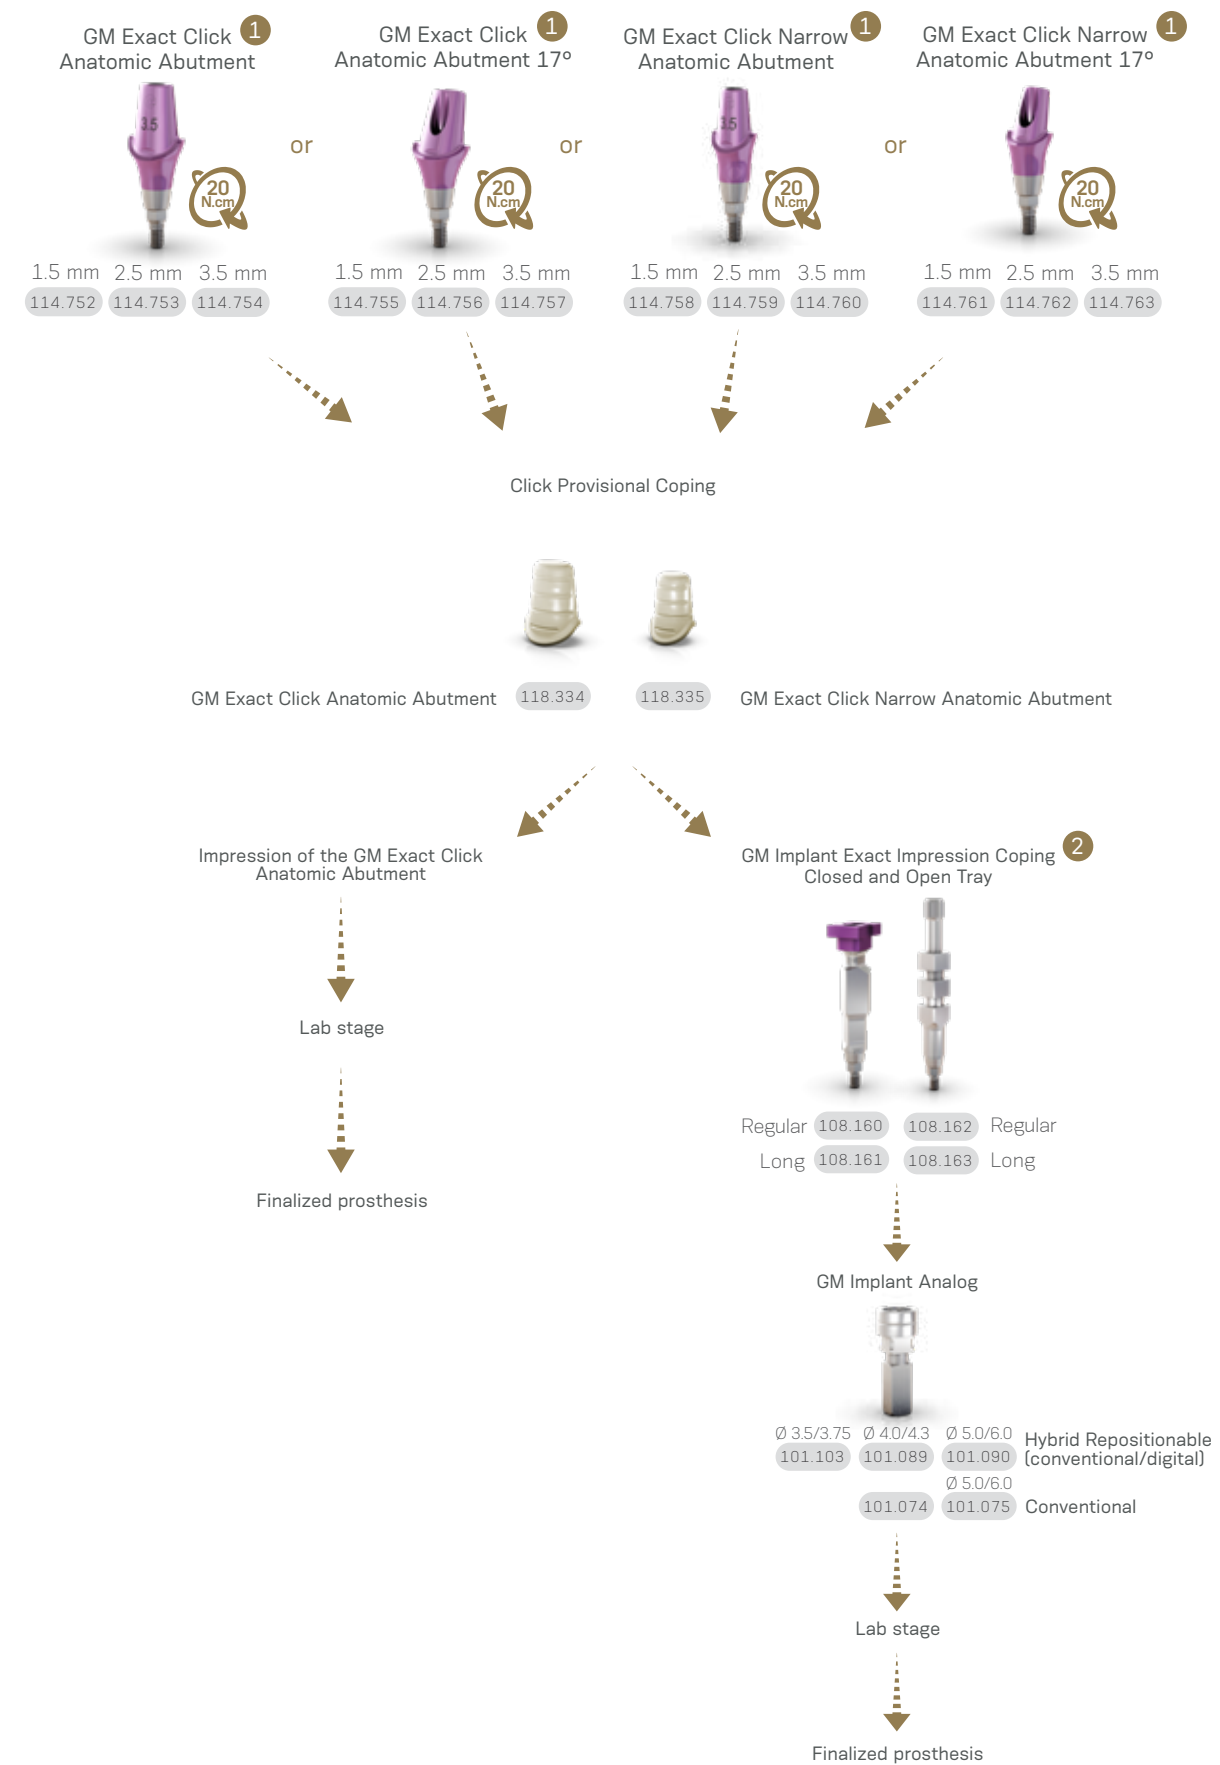 GM Exact Click 1
Anatomic Abutment
3.5
20
N.cm
1.5 mm 2.5 mm 3.5 mm
114.752 114.753 114.754
or
GM Exact Click 1
Anatomic Abutment 17º
20
N.cm
1.5 mm 2.5 mm 3.5 mm
114.755 114.756 114.757
or
GM Exact Click Narrow 1
Anatomic Abutment
3.5
20
N.cm
1.5 mm 2.5 mm 3.5 mm
114.758 114.759 114.760
or
GM Exact Click Narrow 1
Anatomic Abutment 17º
20
N.cm
1.5 mm 2.5 mm 3.5 mm
114.761 114.762 114.763
Click Provisional Coping
GM Exact Click Anatomic Abutment 118.334 118.335 GM Exact Click Narrow Anatomic Abutment
Impression of the GM Exact Click
Anatomic Abutment
Lab stage
Finalized prosthesis
GM Implant Exact Impression Coping 2
Closed and Open Tray
Regular 108.160 108.162 Regular
Long 108.161 108.163 Long
GM Implant Analog
Ø 3.5/3.75 Ø 4.0/4.3 Ø 5.0/6.0
101.103 101.089 101.090
Hybrid Repositionable
(conventional/digital)
Ø 5.0/6.0
101.074 101.075 Conventional
Lab stage
Finalized prosthesis